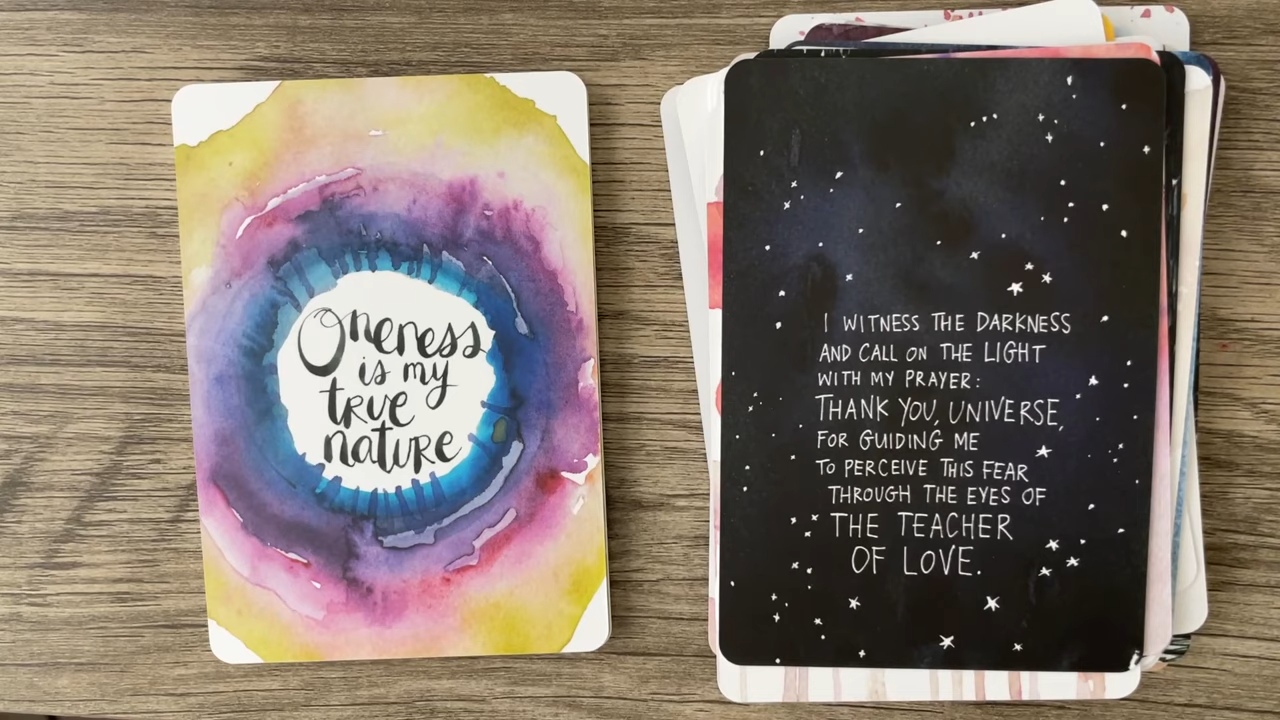 Oneness
is my
true
nature
I WITNESS THE DARKNESS
AND CALL ON THE LIGHT
WITH MY PRAYER:
THANK YOU, UNIVERSE,
FOR GUIDING ME
TO PERCEIVE THIS FEAR
THROUGH THE EYES OF
THE TEACHER
OF LOVE.